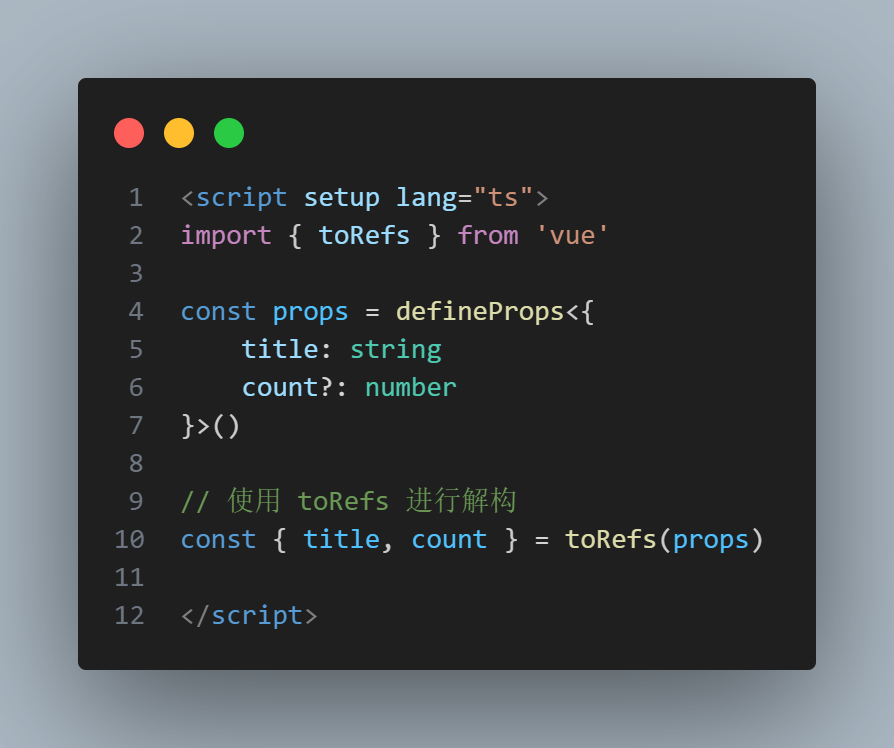 1 <script setup lang="ts">
2 import { toRefs } from 'vue'
3
4 const props = defineProps<{
5     title: string
6     count?: number
7 }>()
8
9 // 使用 toRefs 进行解构
10 const { title, count } = toRefs(props)
11
12 </script>